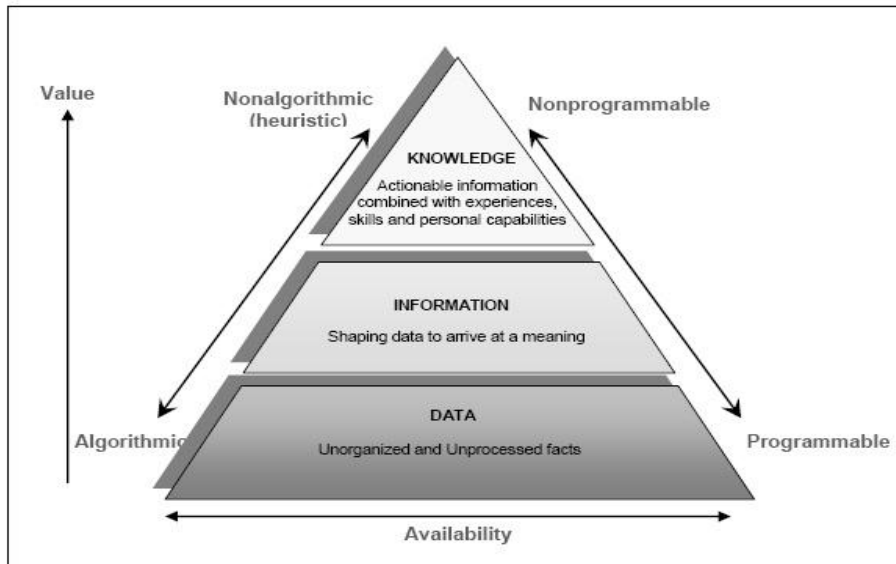 Value
Nonalgorithmic
(heuristic)
Nonprogrammable
KNOWLEDGE
Actionable information
combined with experiences,
skills and personal capabilities
INFORMATION
Shaping data to arrive at a meaning
DATA
Unorganized and Unprocessed facts
Algorithmic
Programmable
Availability